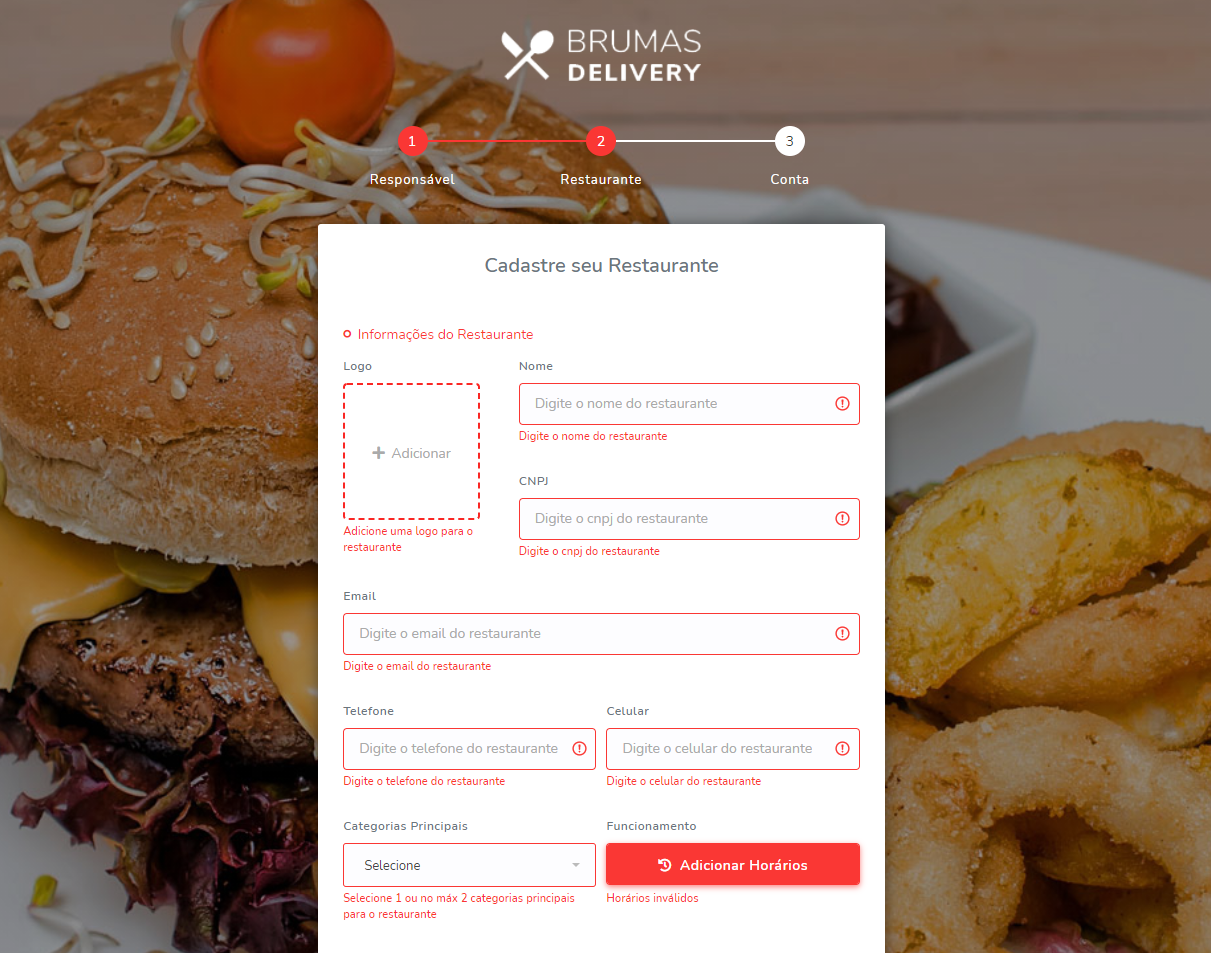 BRUMAS
DELIVERY
1
2
3
Responsável
Restaurante
Conta
Cadastre seu Restaurante
Informações do Restaurante
Logo
Nome
Adicionar
Digite o nome do restaurante
Digite o nome do restaurante
CNPJ
Digite o cnpj do restaurante
Adicione uma logo para o
restaurante
Digite o cnpj do restaurante
Email
Digite o email do restaurante
Digite o email do restaurante
Telefone
Celular
Digite o telefone do restaurante
Digite o celular do restaurante
Digite o telefone do restaurante
Digite o celular do restaurante
Categorias Principais
Funcionamento
Selecione
Adicionar Horários
Selecione 1 ou no máx 2 categorias principais
para o restaurante
Horários inválidos